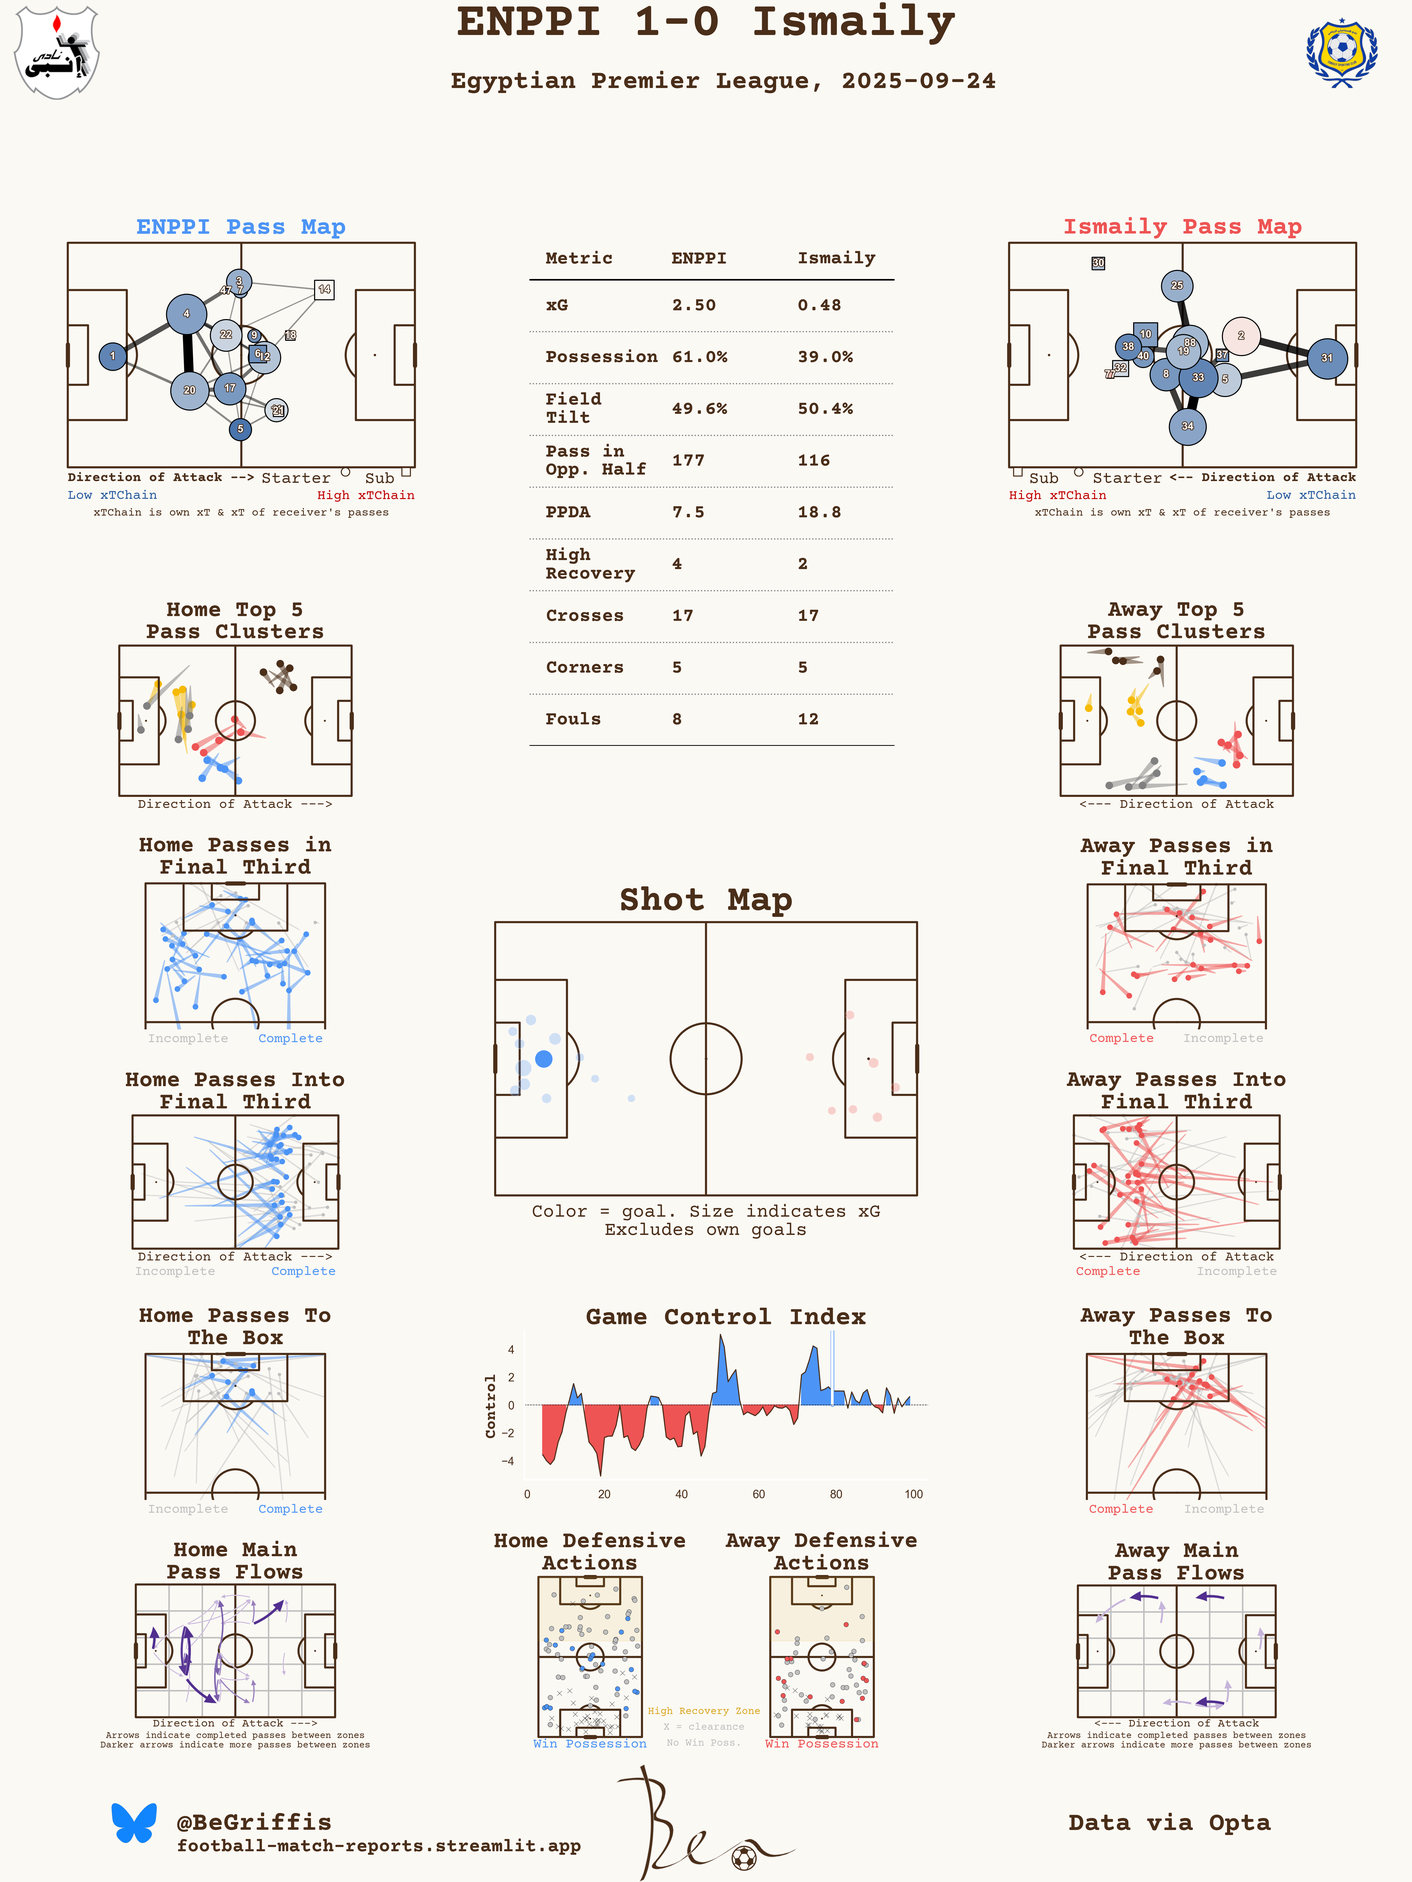 ENPPI 1-0 Ismaily
Egyptian Premier League, 2025-09-24
نادي
إنبي
ENPPI Pass Map
3
47
7
14
4
22
9
18
1
6
12
20
17
21
5
Direction of Attack --> Starter Sub
Low xTChain High xTChain
xTChain is own xT & xT of receiver's passes
Metric ENPPI Ismaily
xG 2.50 0.48
Possession 61.0% 39.0%
Field
Tilt 49.6% 50.4%
Pass in
Opp. Half 177 116
PPDA 7.5 18.8
High
Recovery 4 2
Crosses 17 17
Corners 5 5
Fouls 8 12
Ismaily Pass Map
30
25
10
2
38
88
19
40
37
31
32
77
8
33
5
34
Sub Starter <-- Direction of Attack
High xTChain Low xTChain
xTChain is own xT & xT of receiver's passes
Home Top 5
Pass Clusters
Direction of Attack --->
Away Top 5
Pass Clusters
<--- Direction of Attack
Home Passes in
Final Third
Incomplete Complete
Away Passes in
Final Third
Complete Incomplete
Shot Map
Color = goal. Size indicates xG
Excludes own goals
Home Passes Into
Final Third
Direction of Attack --->
Incomplete Complete
Away Passes Into
Final Third
<--- Direction of Attack
Complete Incomplete
Home Passes To
The Box
Incomplete Complete
Game Control Index
Control
4
2
0
−2
−4
0 20 40 60 80 100
Away Passes To
The Box
Complete Incomplete
Home Main
Pass Flows
Direction of Attack --->
Arrows indicate completed passes between zones
Darker arrows indicate more passes between zones
Home Defensive
Actions
Win Possession
Away Defensive
Actions
Win Possession
High Recovery Zone
X = clearance
No Win Poss.
Away Main
Pass Flows
<--- Direction of Attack
Arrows indicate completed passes between zones
Darker arrows indicate more passes between zones
@BeGriffis
football-match-reports.streamlit.app
Ben
Data via Opta